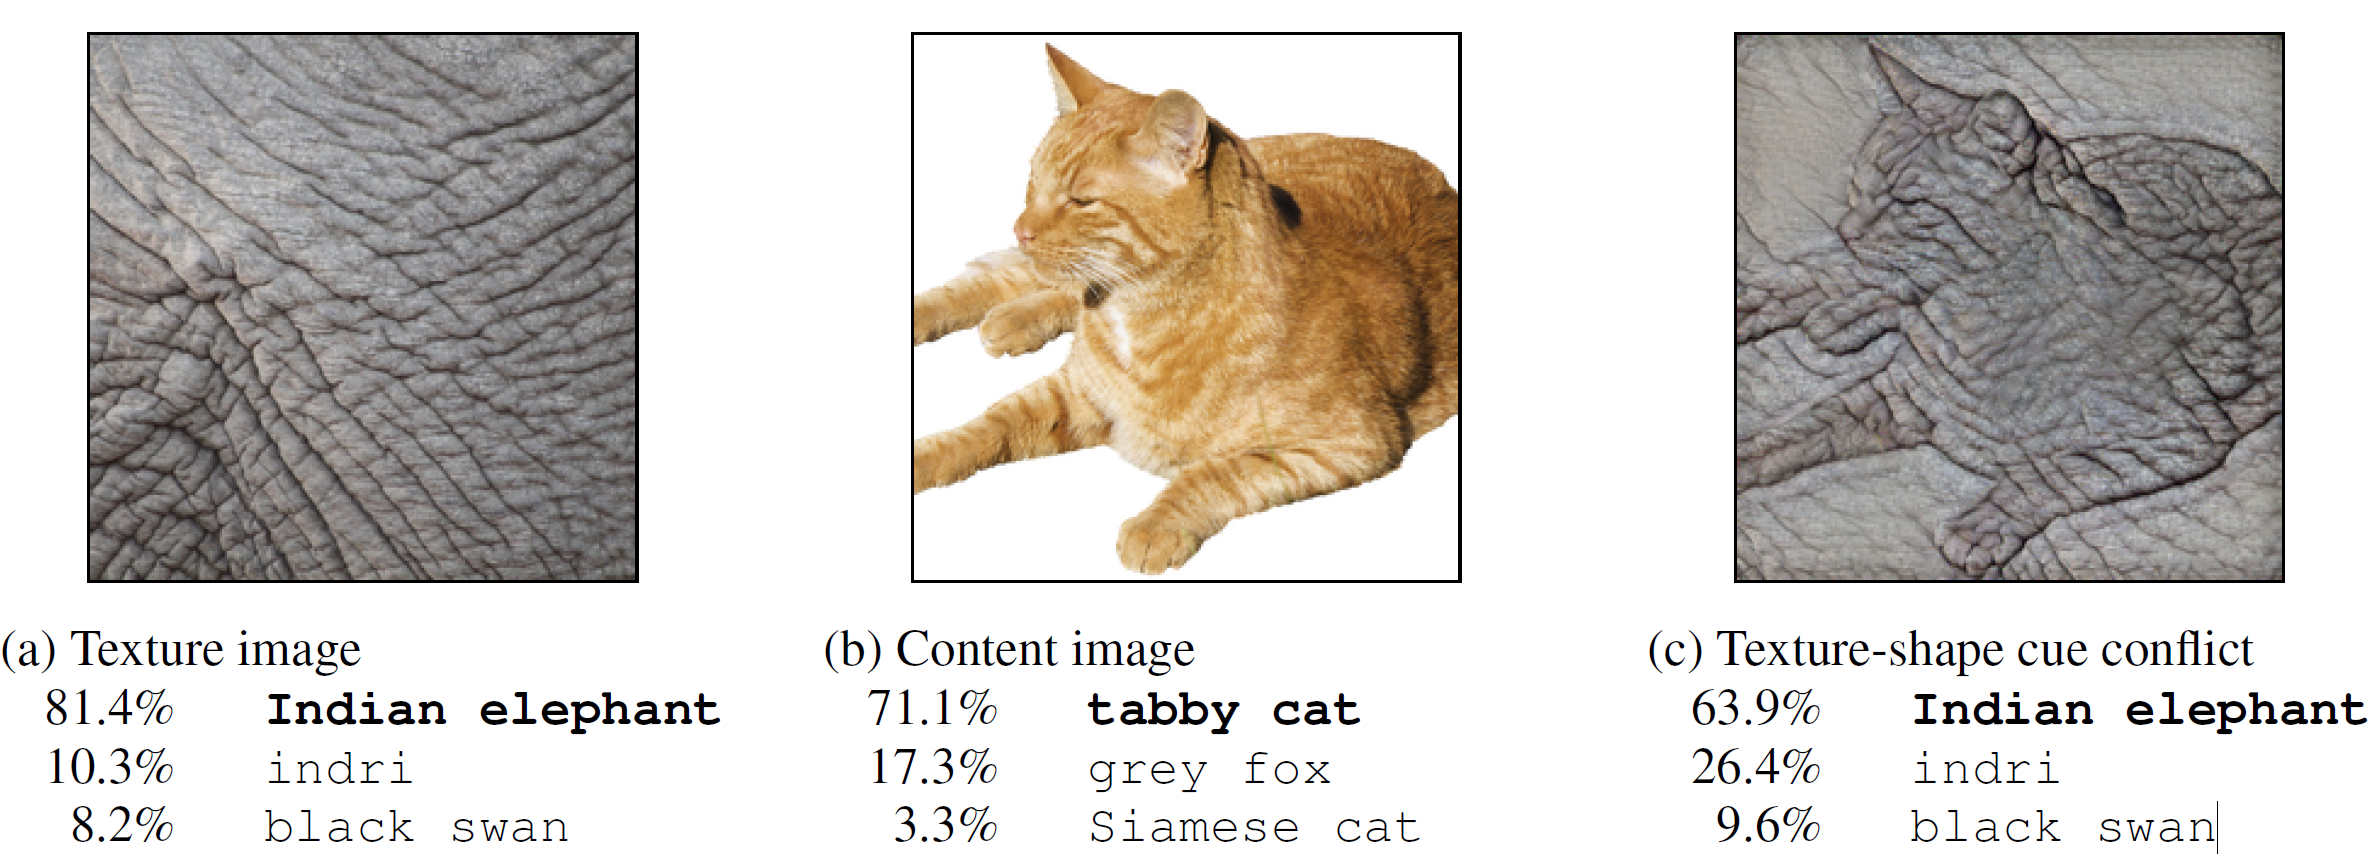 (a) Texture image
81.4% Indian elephant
10.3% indri
8.2% black swan
(b) Content image
71.1% tabby cat
17.3% grey fox
3.3% Siamese cat
(c) Texture-shape cue conflict
63.9% Indian elephant
26.4% indri
9.6% black swan